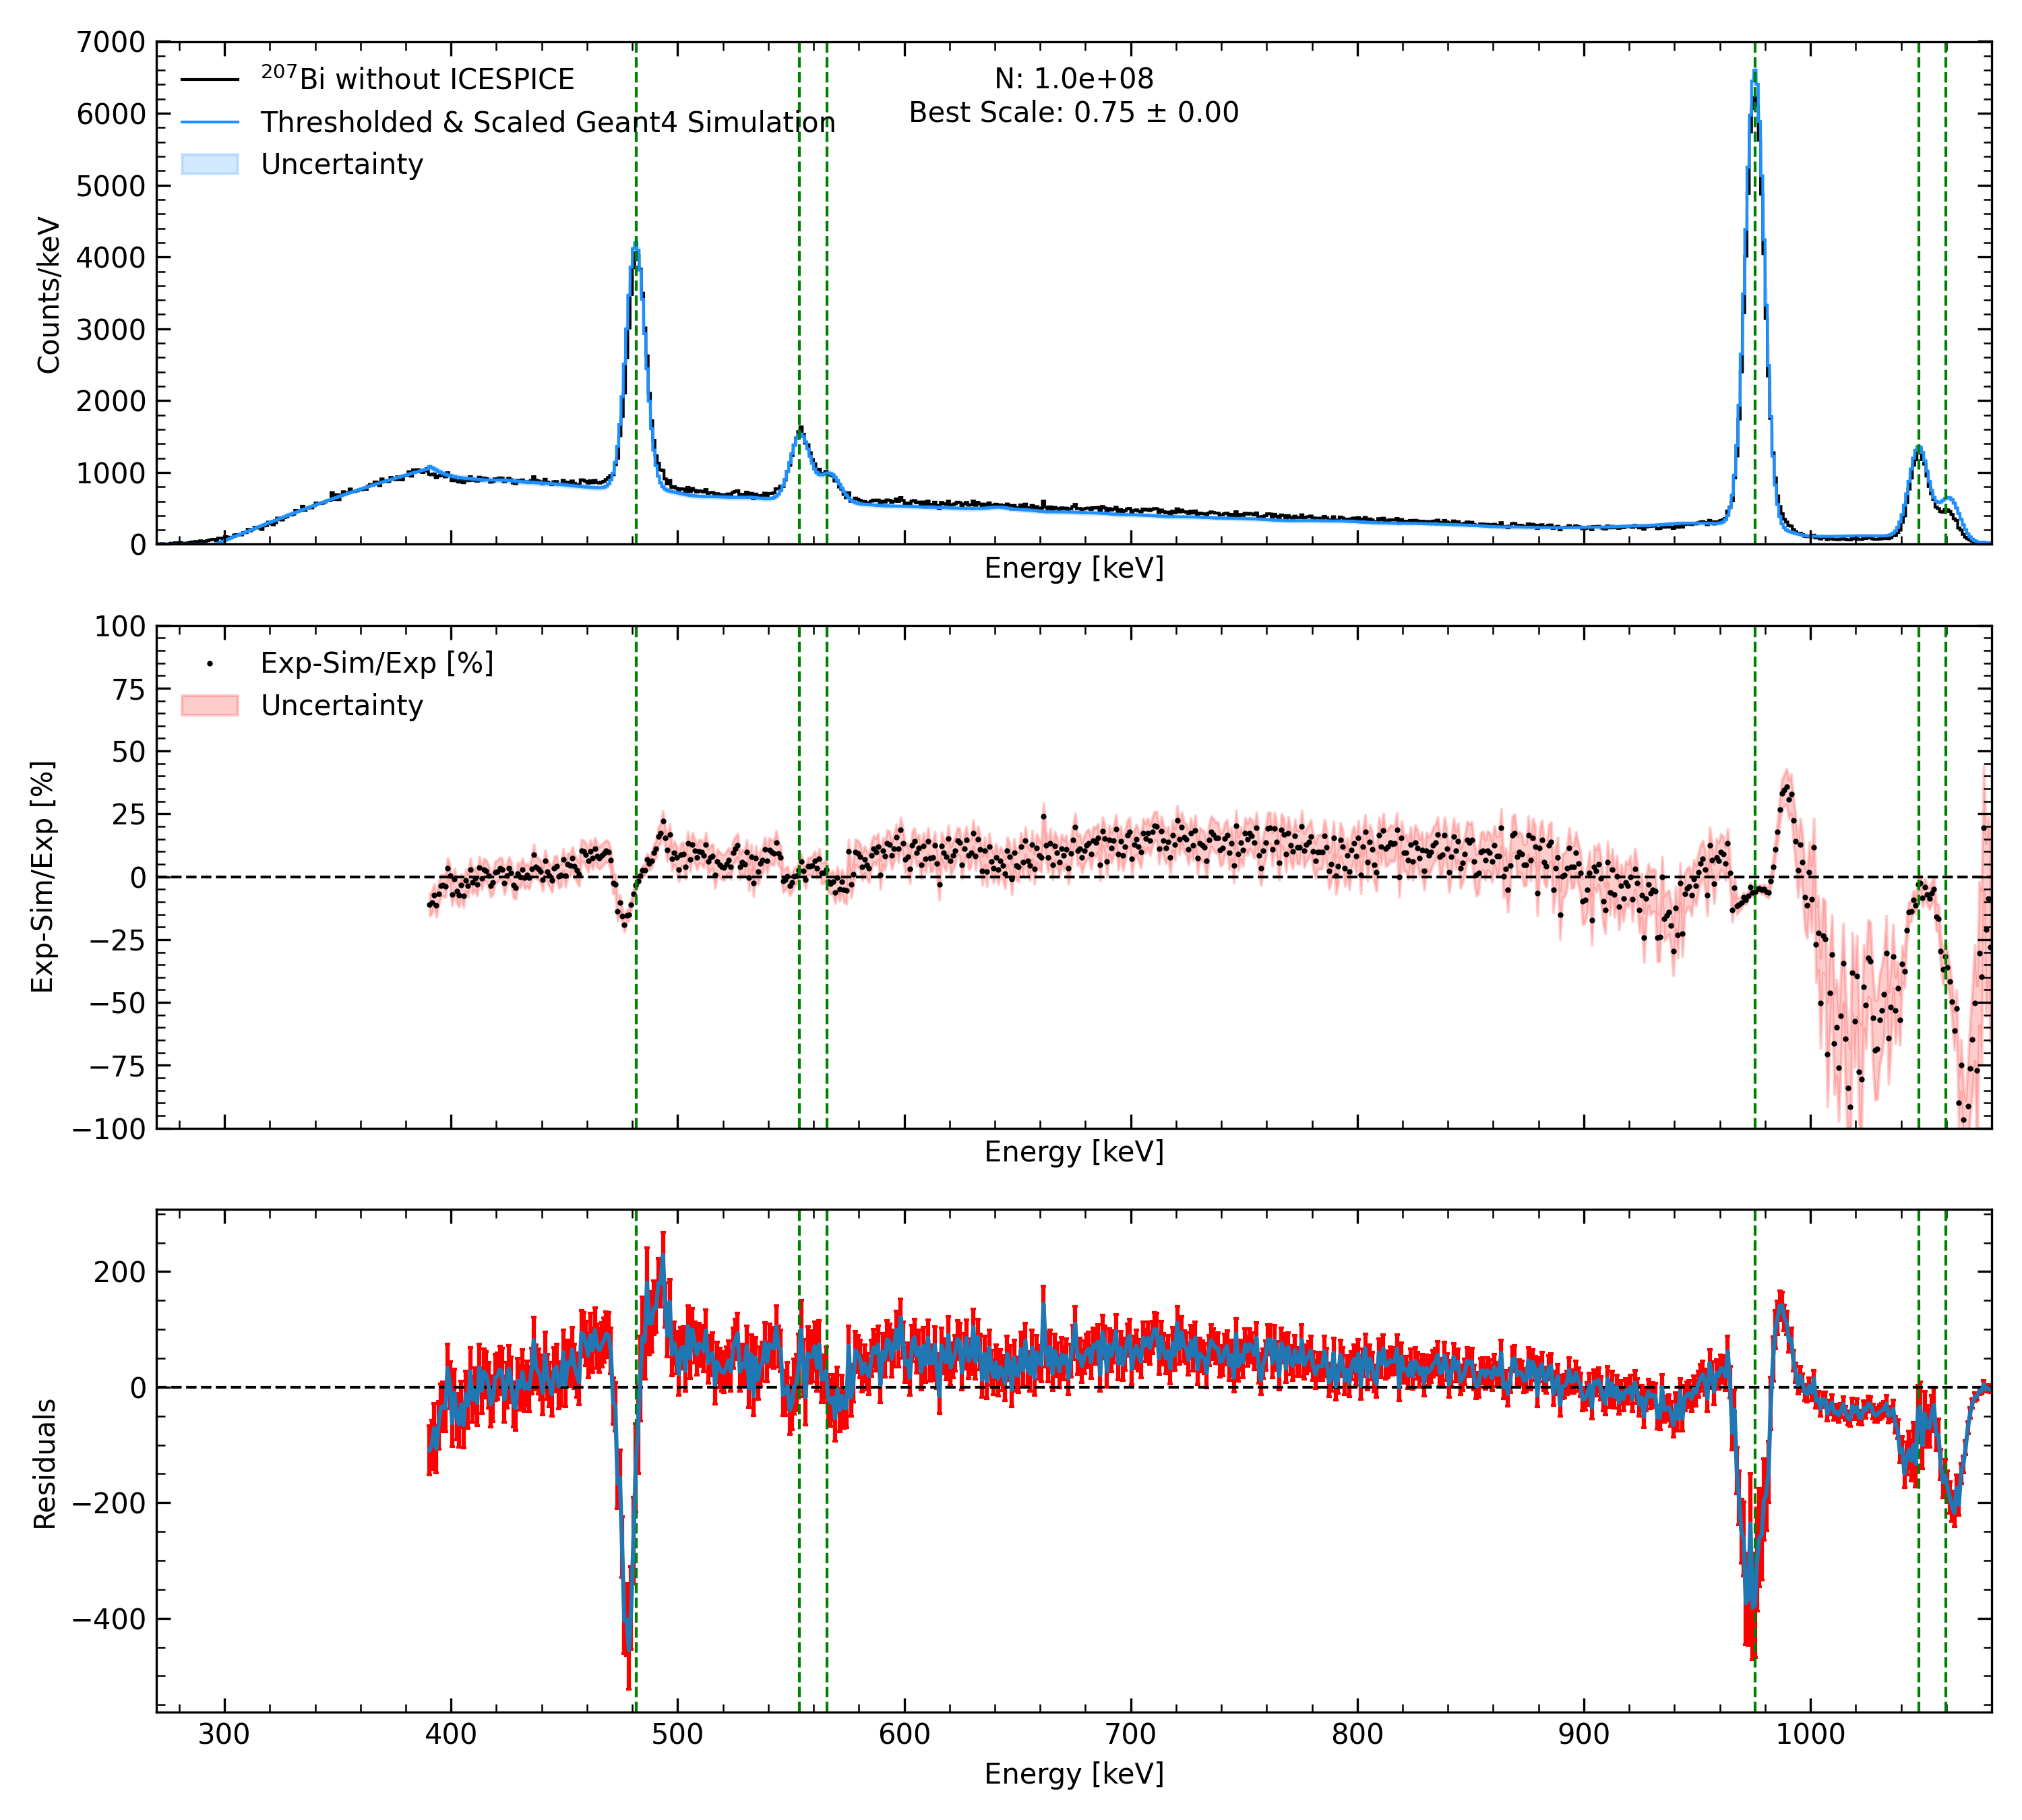 7000
6000
5000
4000
3000
2000
1000
0
Counts/keV
²⁰⁷Bi without ICESPICE
Thresholded & Scaled Geant4 Simulation
Uncertainty
N: 1.0e+08
Best Scale: 0.75 ± 0.00
Energy [keV]
100
75
50
25
0
−25
−50
−75
−100
Exp-Sim/Exp [%]
Exp-Sim/Exp [%]
Uncertainty
Energy [keV]
200
0
−200
−400
Residuals
300 400 500 600 700 800 900 1000
Energy [keV]